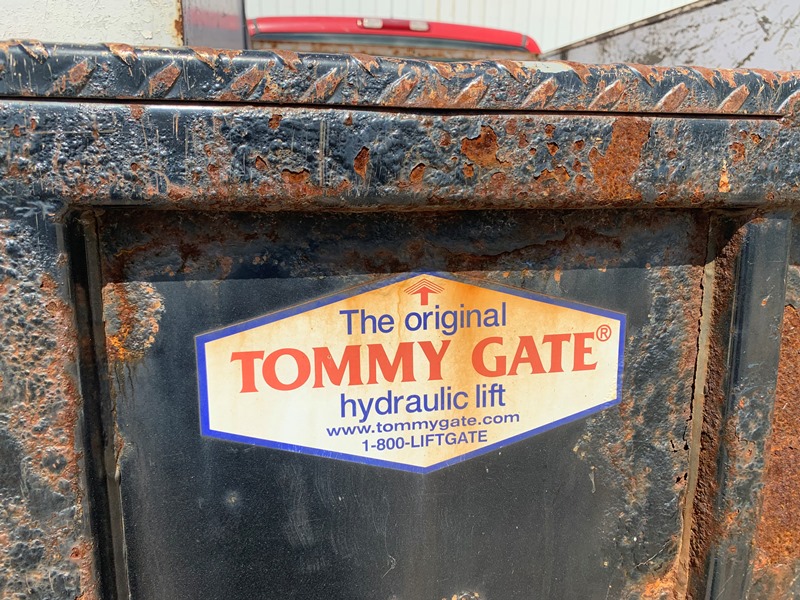 The original
TOMMY GATE®
hydraulic lift
www.tommygate.com
1-800-LIFTGATE